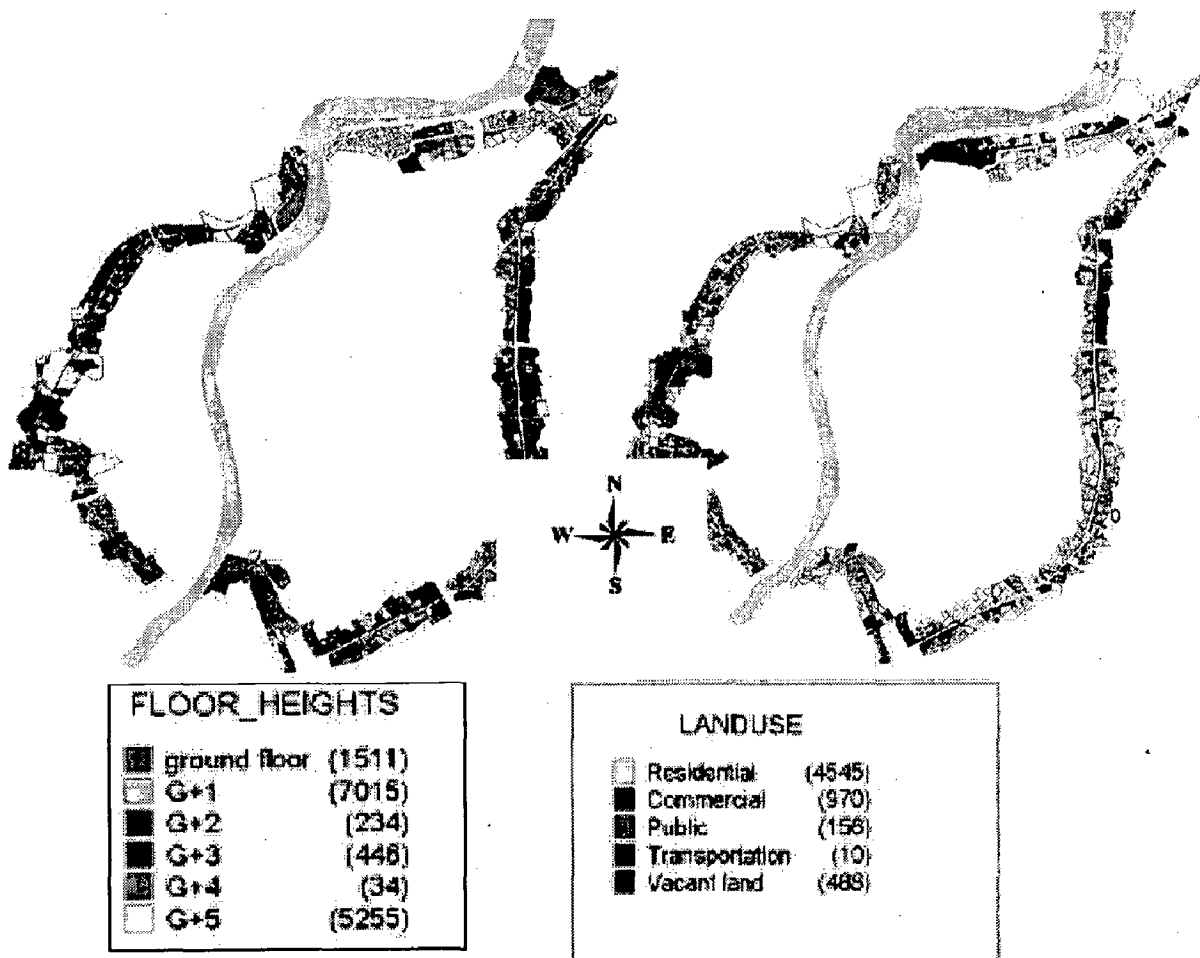 N
W E
S
FLOOR_HEIGHTS
ground floor (1511)
G+1 (7015)
G+2 (234)
G+3 (446)
G+4 (34)
G+5 (5255)
LANDUSE
Residential (4545)
Commercial (970)
Public (156)
Transportation (10)
Vacant land (488)